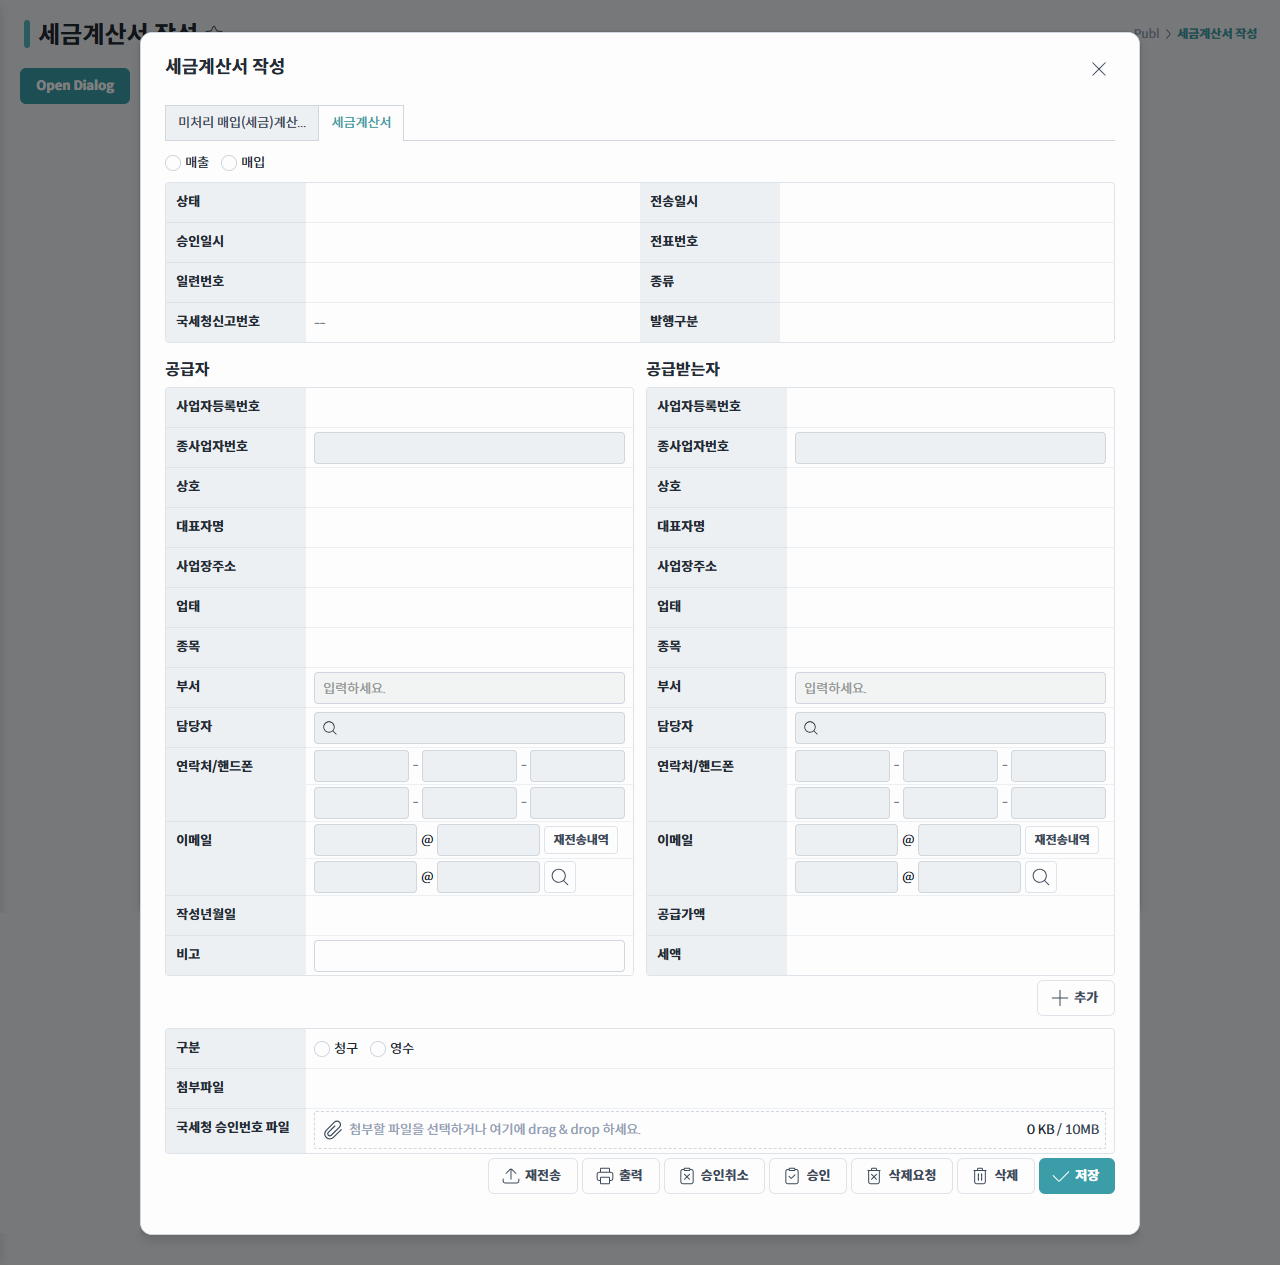 세금계산서 작성
Publ > 세금계산서 작성
Open Dialog
세금계산서 작성
미처리 매입(세금)계산... 세금계산서
매출 매입
상태 전송일시
승인일시 전표번호
일련번호 종류
국세청신고번호 -- 발행구분
공급자 공급받는자
사업자등록번호 사업자등록번호
종사업자번호 종사업자번호
상호 상호
대표자명 대표자명
사업장주소 사업장주소
업태 업태
종목 종목
부서 입력하세요. 부서 입력하세요.
담당자 담당자
연락처/핸드폰 - - 연락처/핸드폰 - -
- - - -
이메일 @ 재전송내역 이메일 @ 재전송내역
@ @
작성년월일 공급가액
비고 세액
추가
구분 청구 영수
첨부파일
국세청 승인번호 파일 첨부할 파일을 선택하거나 여기에 drag & drop 하세요. 0 KB / 10MB
재전송 출력 승인취소 승인 삭제요청 삭제 저장